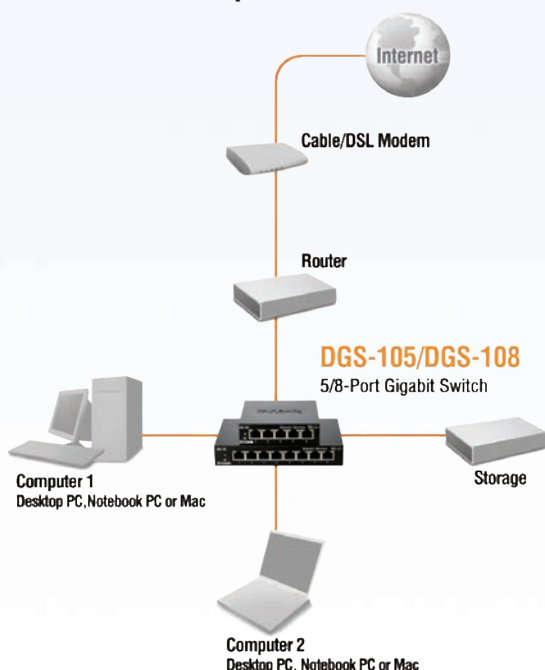 Internet
Cable/DSL Modem
Router
DGS-105/DGS-108
5/8-Port Gigabit Switch
Computer 1
Desktop PC,Notebook PC or Mac
Storage
Computer 2
Desktop PC, Notebook PC or Mac